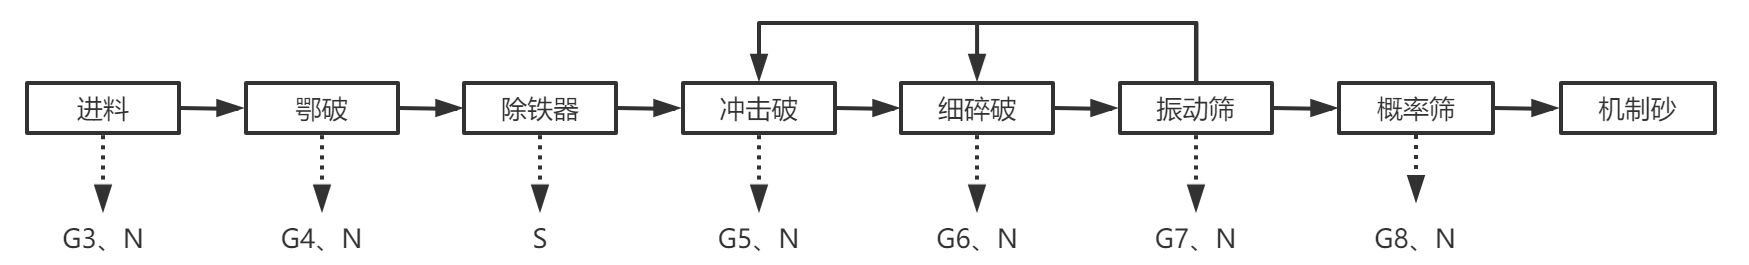 进料
鄂破
除铁器
冲击破
细碎破
振动筛
概率筛
机制砂
G3、N
G4、N
S
G5、N
G6、N
G7、N
G8、N